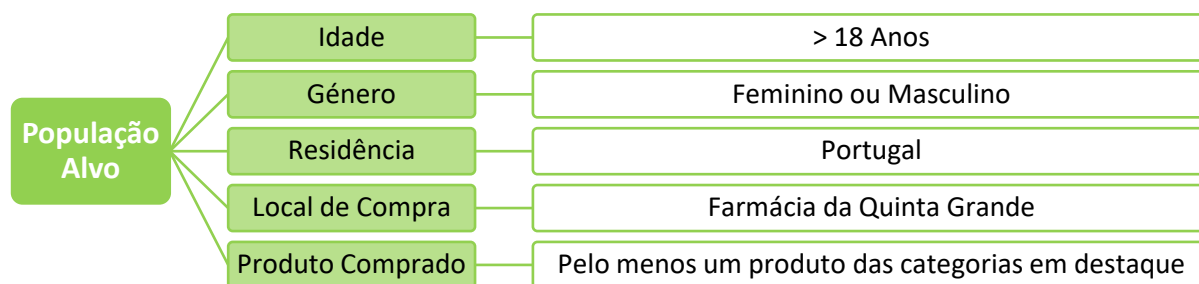 População
Alvo
Idade
> 18 Anos
Género
Feminino ou Masculino
Residência
Portugal
Local de Compra
Farmácia da Quinta Grande
Produto Comprado
Pelo menos um produto das categorias em destaque